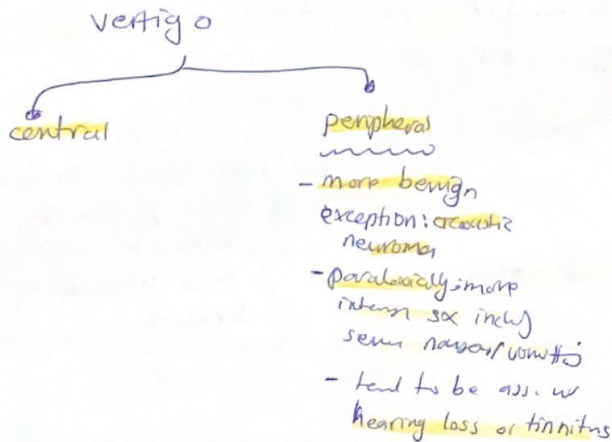 vertigo
central
peripheral
- more benign
exception: acoustic
neuroma
- paradoxically; more
intense sx incl
severe nausea/vomitting
- tend to be ass. w
hearing loss or tinnitus